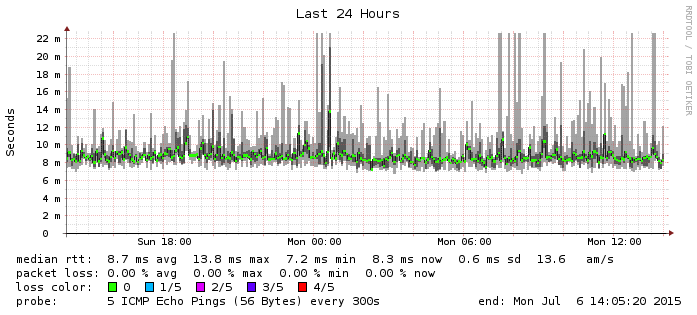 Last 24 Hours
RRDTOOL / TOBI OETIKER
Seconds
22 m
20 m
18 m
16 m
14 m
12 m
10 m
8 m
6 m
4 m
2 m
0
Sun 18:00 Mon 00:00 Mon 06:00 Mon 12:00
median rtt: 8.7 ms avg 13.8 ms max 7.2 ms min 8.3 ms now 0.6 ms sd 13.6 am/s
packet loss: 0.00 % avg 0.00 % max 0.00 % min 0.00 % now
loss color: 0 1/5 2/5 3/5 4/5
probe: 5 ICMP Echo Pings (56 Bytes) every 300s end: Mon Jul 6 14:05:20 2015